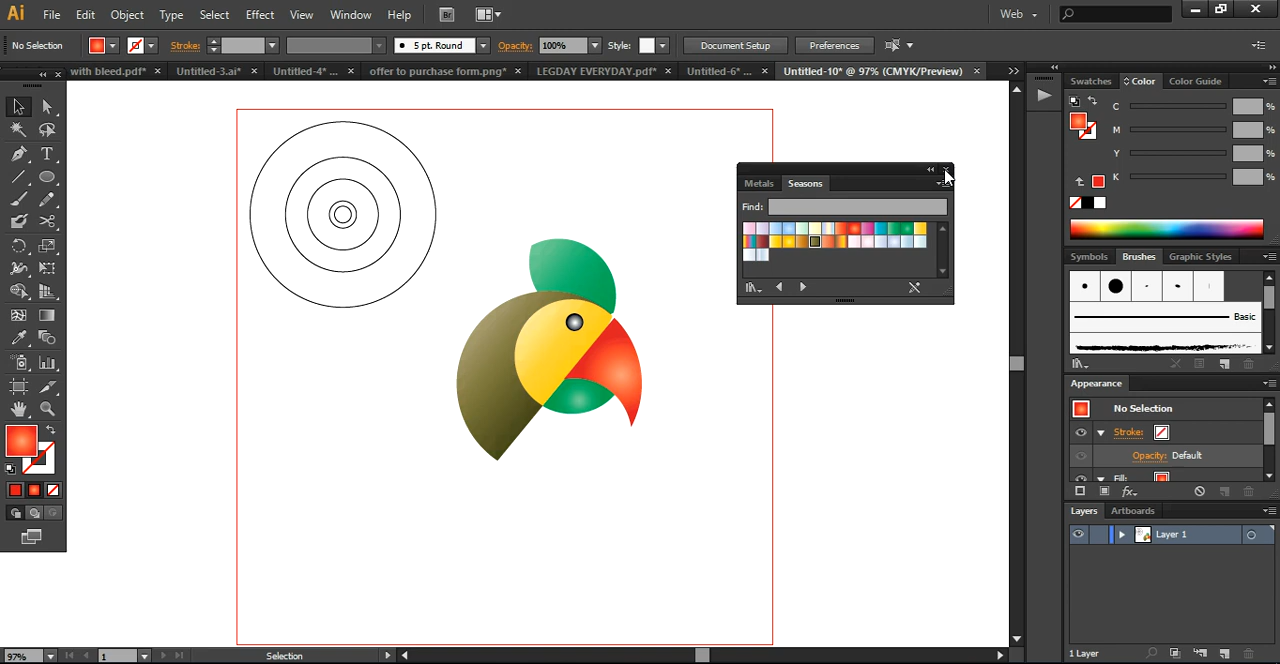 Ai File Edit Object Type Select Effect View Window Help Br Web
No Selection Stroke: 5 pt. Round Opacity: 100% Style: Document Setup Preferences
with bleed.pdf* × Untitled-3.ai* × Untitled-4* ... × offer to purchase form.png* × LEGDAY EVERYDAY.pdf* × Untitled-6* ... × Untitled-10* @ 97% (CMYK/Preview) ×
Swatches Color Color Guide
C %
M %
Y %
K %
Metals Seasons
Find:
Symbols Brushes Graphic Styles
Basic
Appearance
No Selection
Stroke:
Opacity: Default
Fill:
fx
Layers Artboards
Layer 1
1 Layer
97% 1 Selection